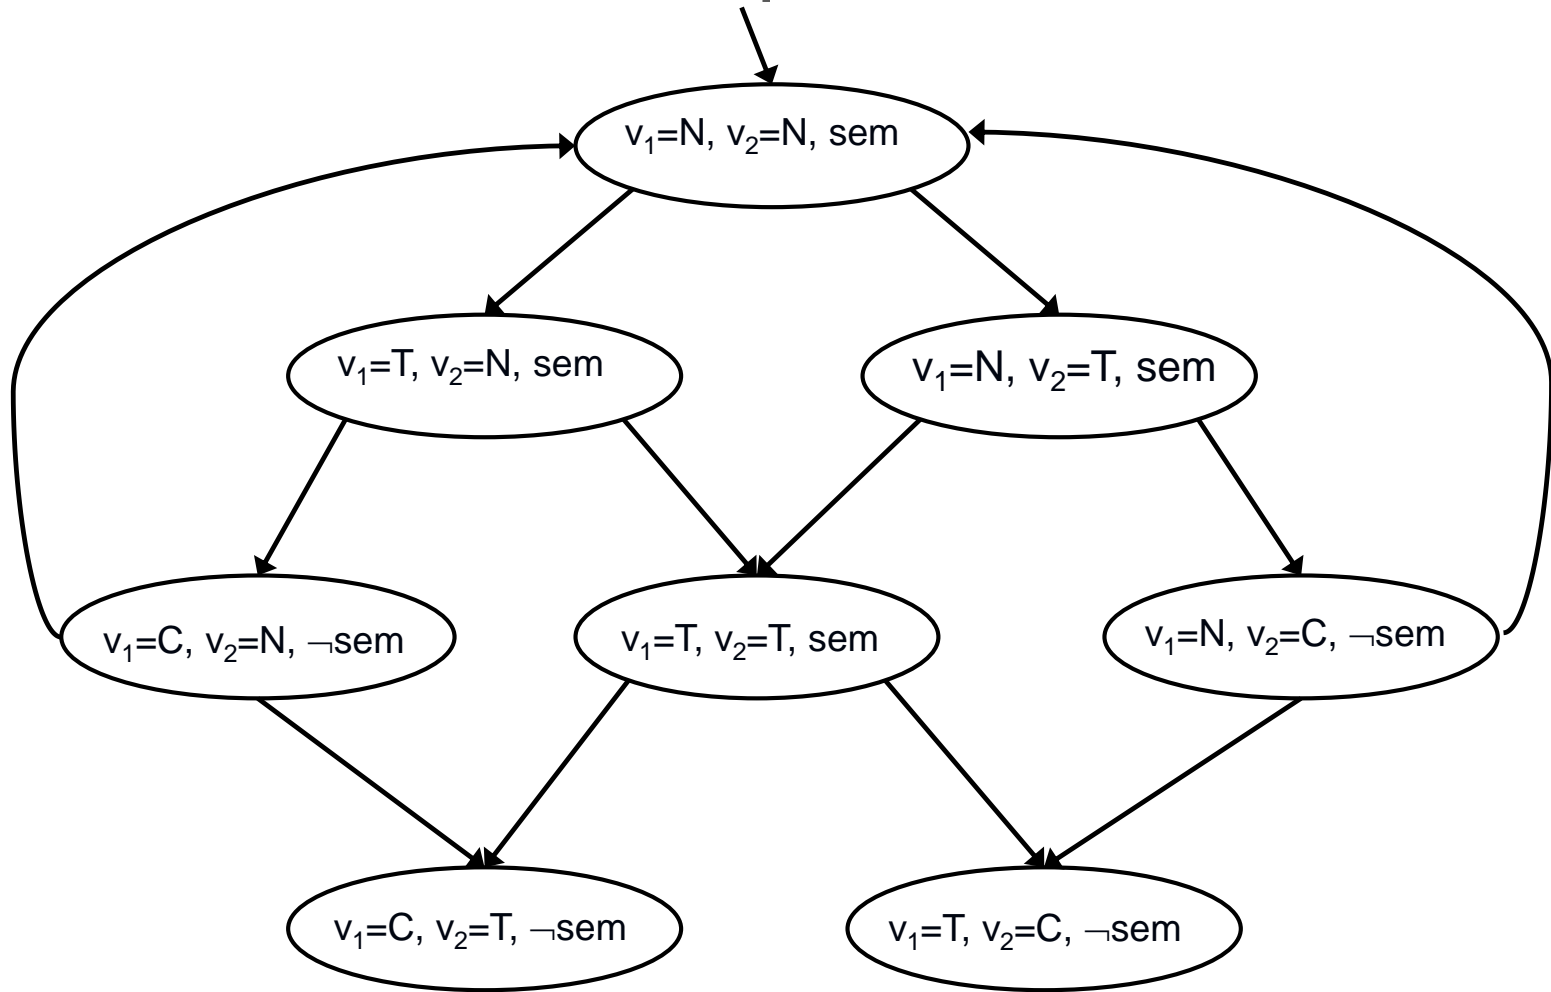 v₁=N, v₂=N, sem
v₁=T, v₂=N, sem
v₁=N, v₂=T, sem
v₁=C, v₂=N, ¬sem
v₁=T, v₂=T, sem
v₁=N, v₂=C, ¬sem
v₁=C, v₂=T, ¬sem
v₁=T, v₂=C, ¬sem